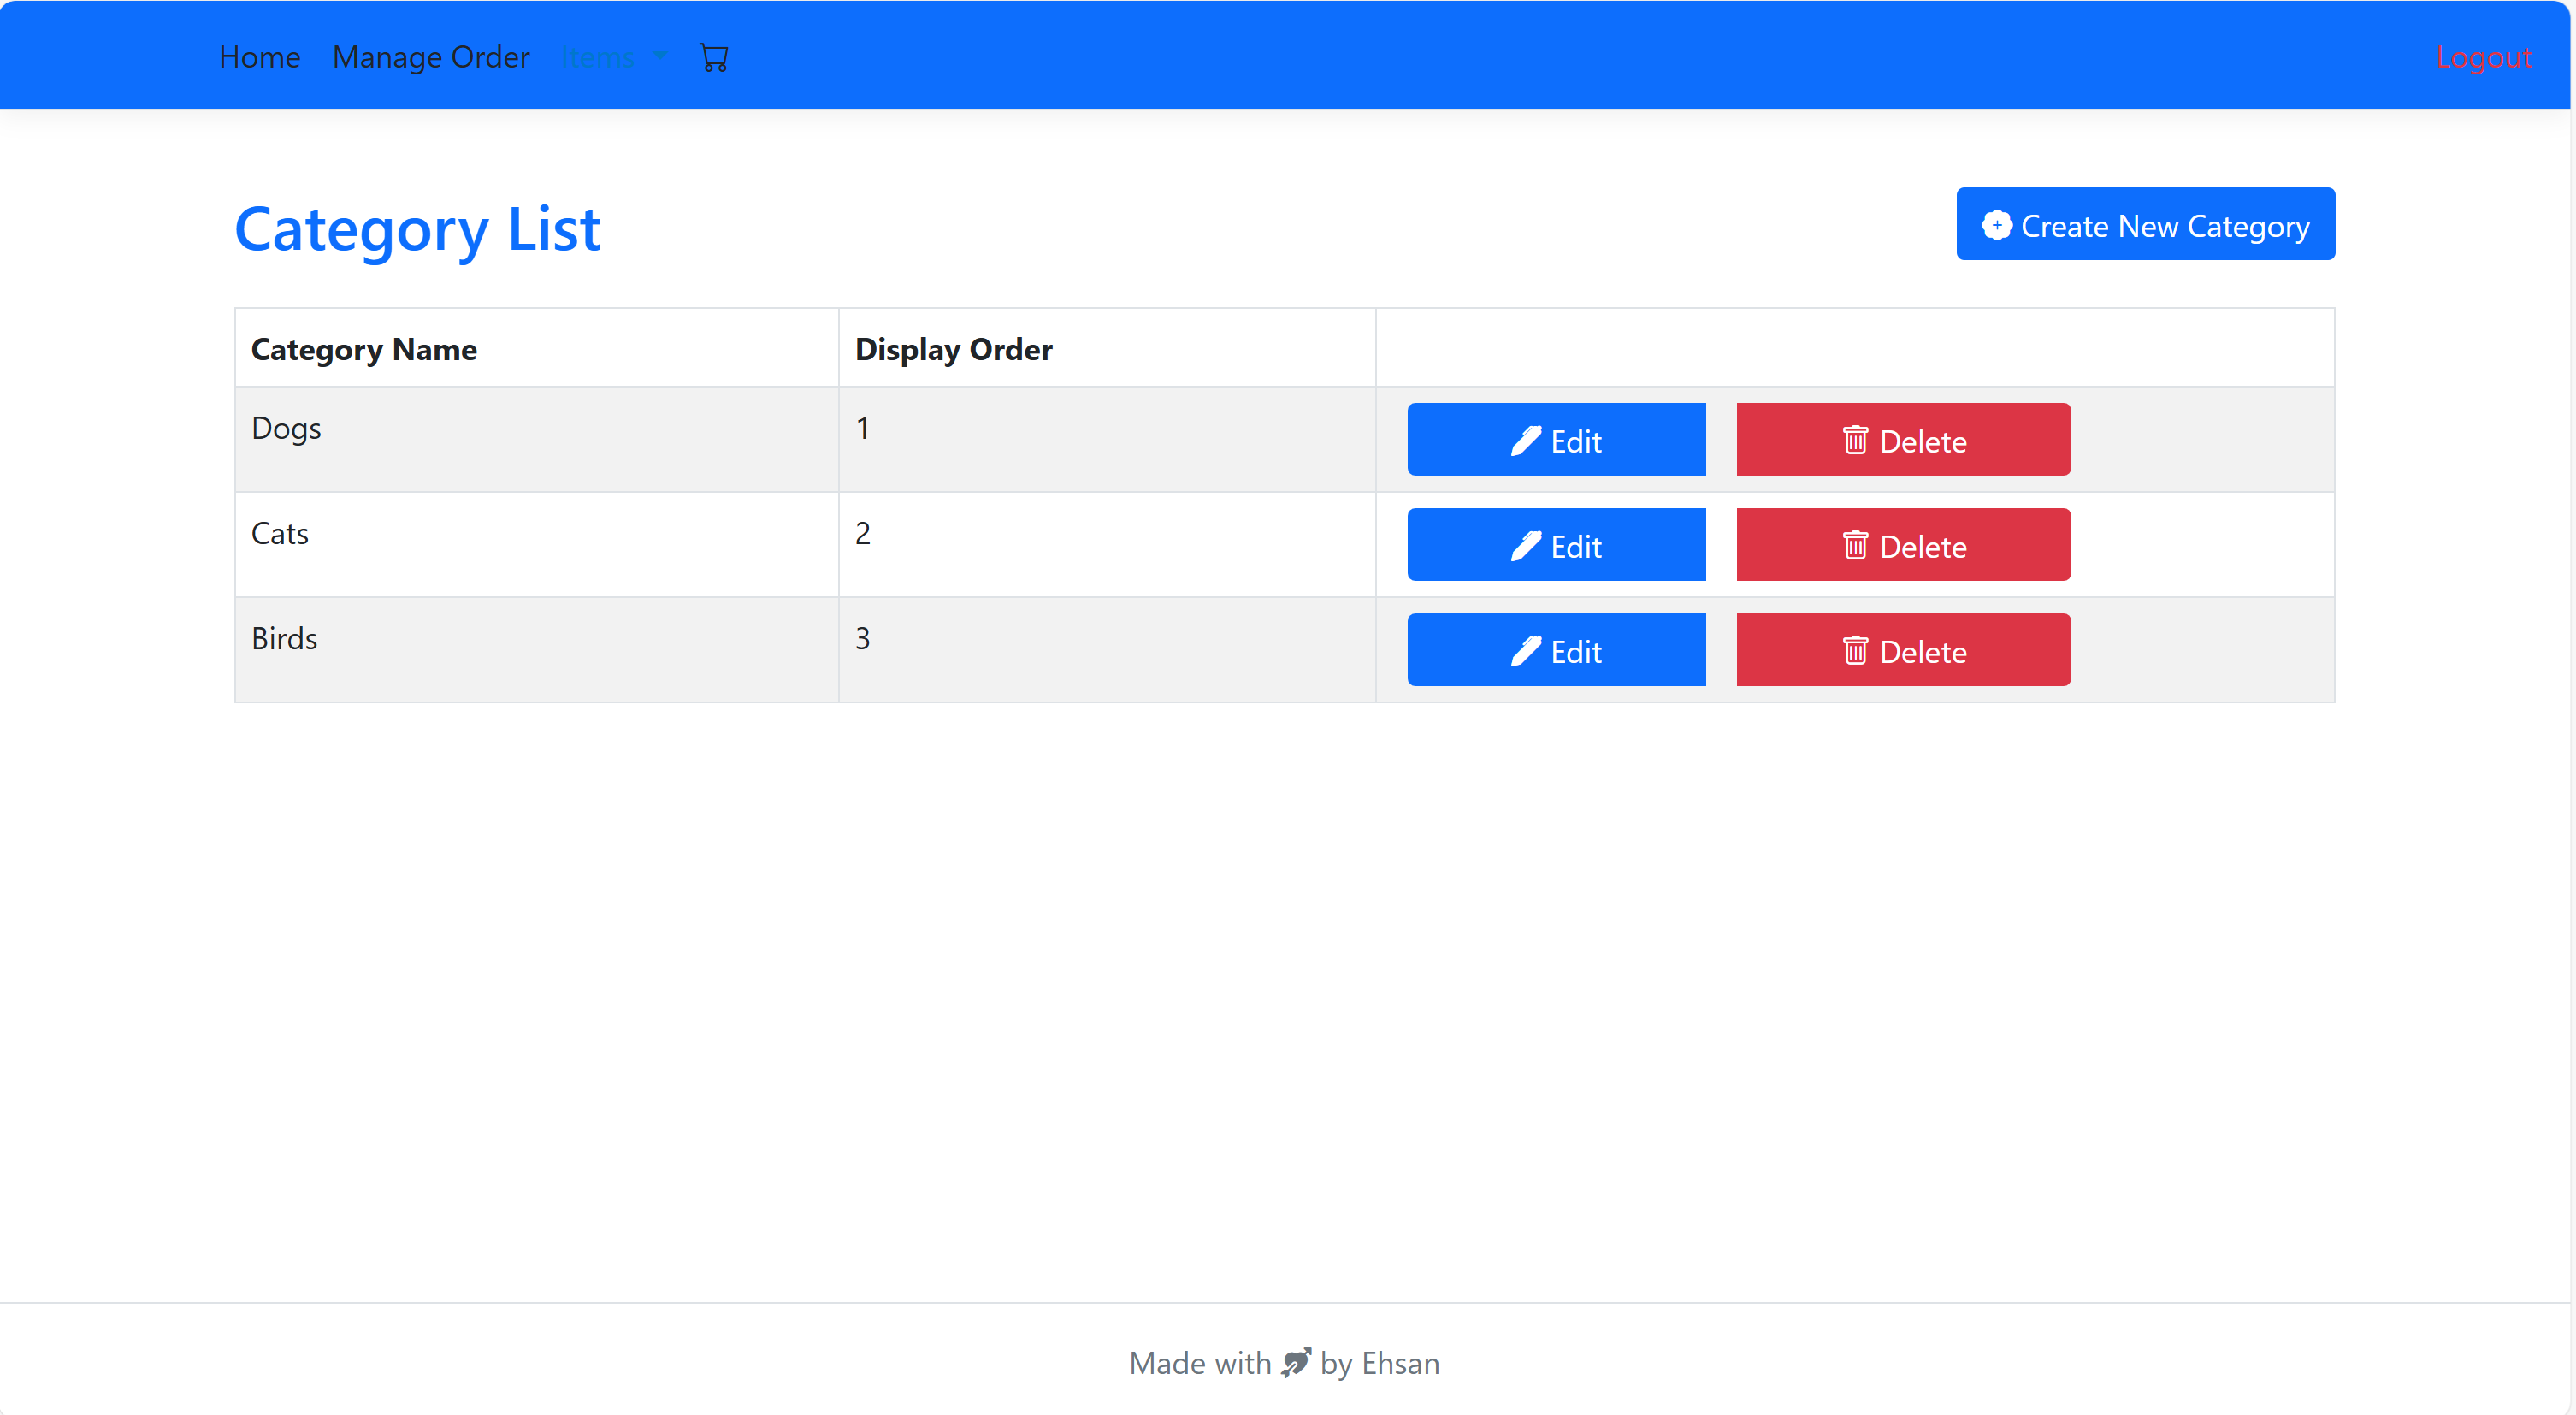 Home Manage Order Items Logout
Category List
Create New Category
Category Name Display Order
Dogs 1 Edit Delete
Cats 2 Edit Delete
Birds 3 Edit Delete
Made with by Ehsan